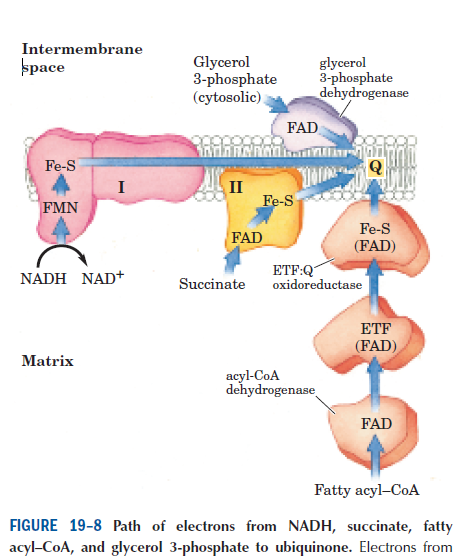 Intermembrane
space
Glycerol
3-phosphate
(cytosolic)
glycerol
3-phosphate
dehydrogenase
FAD
Fe-S
I
FMN
NADH NAD+
II
Fe-S
FAD
Succinate
Q
Fe-S
(FAD)
ETF:Q
oxidoreductase
ETF
(FAD)
Matrix
acyl-CoA
dehydrogenase
FAD
Fatty acyl–CoA
FIGURE 19–8 Path of electrons from NADH, succinate, fatty
acyl–CoA, and glycerol 3-phosphate to ubiquinone. Electrons from